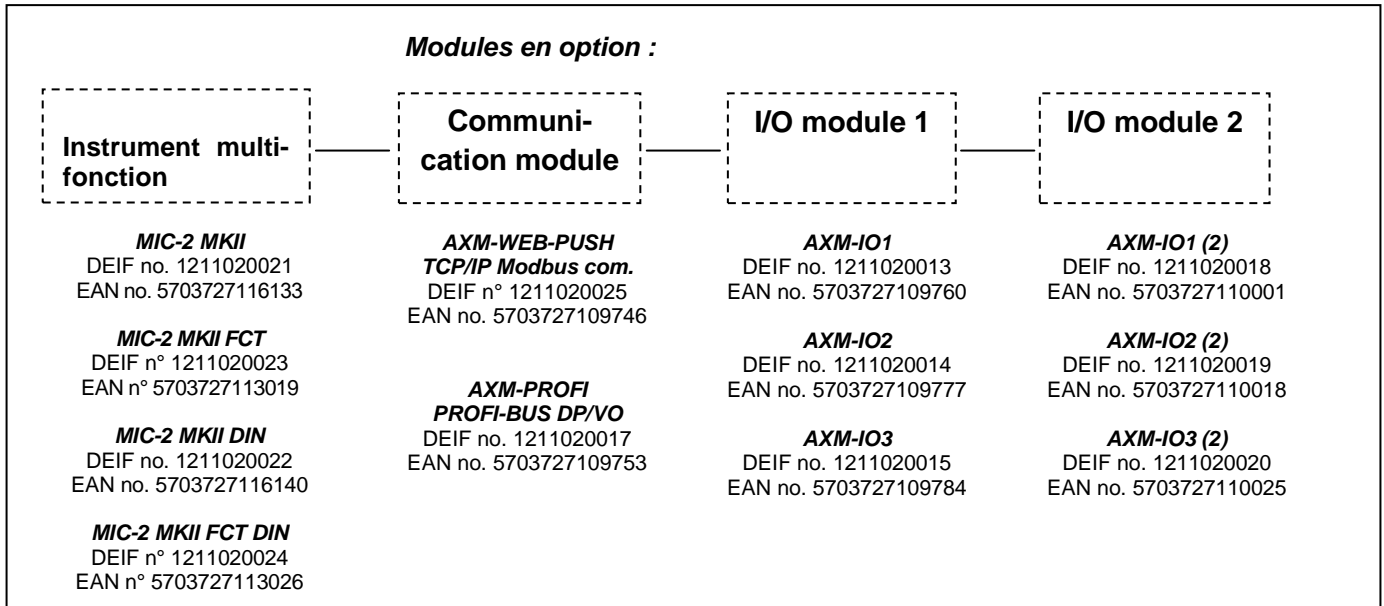 Modules en option :
Instrument multi-
fonction
MIC-2 MKII
DEIF no. 1211020021
EAN no. 5703727116133
MIC-2 MKII FCT
DEIF n° 1211020023
EAN n° 5703727113019
MIC-2 MKII DIN
DEIF no. 1211020022
EAN no. 5703727116140
MIC-2 MKII FCT DIN
DEIF n° 1211020024
EAN n° 5703727113026
Communi-
cation module
AXM-WEB-PUSH
TCP/IP Modbus com.
DEIF n° 1211020025
EAN no. 5703727109746
AXM-PROFI
PROFI-BUS DP/VO
DEIF no. 1211020017
EAN no. 5703727109753
I/O module 1
AXM-IO1
DEIF no. 1211020013
EAN no. 5703727109760
AXM-IO2
DEIF no. 1211020014
EAN no. 5703727109777
AXM-IO3
DEIF no. 1211020015
EAN no. 5703727109784
I/O module 2
AXM-IO1 (2)
DEIF no. 1211020018
EAN no. 5703727110001
AXM-IO2 (2)
DEIF no. 1211020019
EAN no. 5703727110018
AXM-IO3 (2)
DEIF no. 1211020020
EAN no. 5703727110025